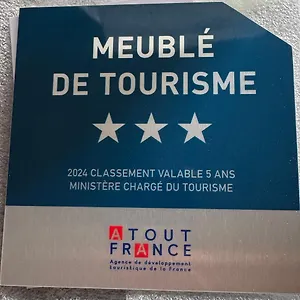 MEUBLÉ
DE TOURISME
2024 CLASSEMENT VALABLE 5 ANS
MINISTÈRE CHARGÉ DU TOURISME
ATOUT
FRANCE
Agence de développement
touristique de la France